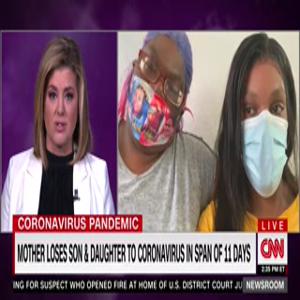 CORONAVIRUS PANDEMIC
MOTHER LOSES SON & DAUGHTER TO CORONAVIRUS IN SPAN OF 11 DAYS
LIVE
CNN
2:35 PM ET
ING FOR SUSPECT WHO OPENED FIRE AT HOME OF U.S. DISTRICT COURT JU
NEWSROOM